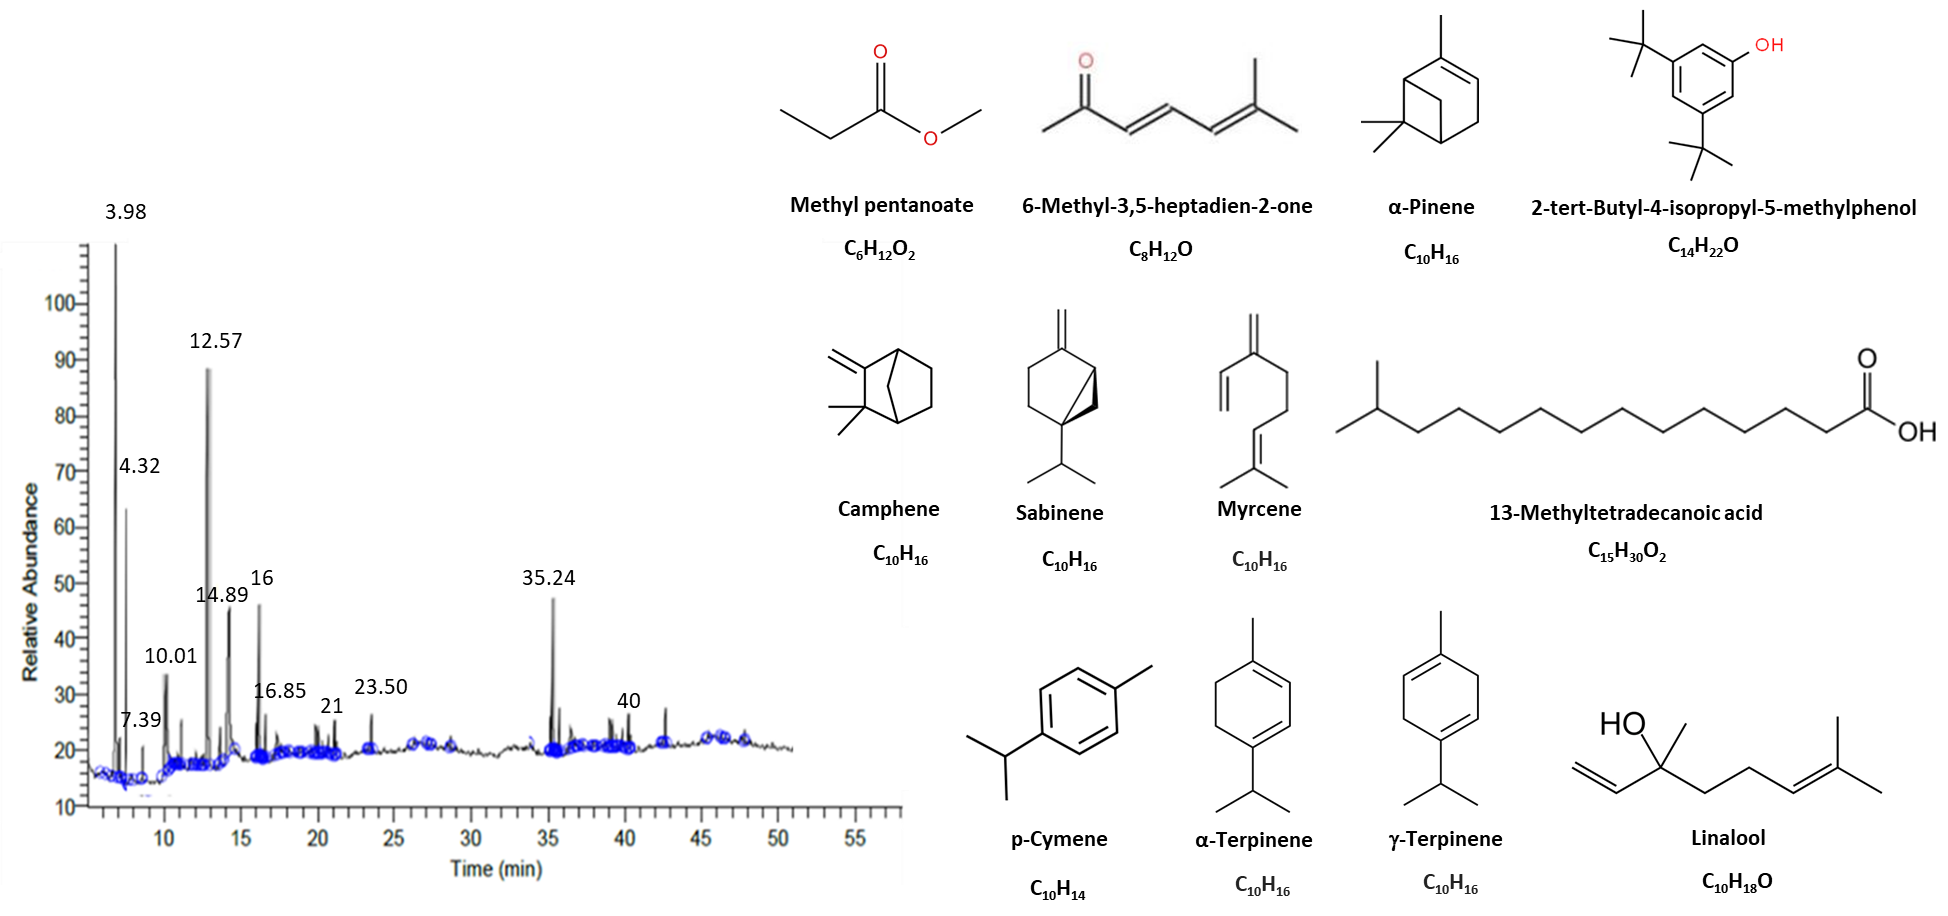 3.98
12.57
4.32
14.89
16
35.24
10.01
7.39
16.85
21
23.50
40
Relative Abundance
100
90
80
70
60
50
40
30
20
10
10 15 20 25 30 35 40 45 50 55
Time (min)
O
O
O
OH
Methyl pentanoate
C₆H₁₂O₂
6-Methyl-3,5-heptadien-2-one
C₈H₁₂O
α-Pinene
C₁₀H₁₆
2-tert-Butyl-4-isopropyl-5-methylphenol
C₁₄H₂₂O
O
OH
Camphene
C₁₀H₁₆
Sabinene
C₁₀H₁₆
Myrcene
C₁₀H₁₆
13-Methyltetradecanoic acid
C₁₅H₃₀O₂
HO
p-Cymene
C₁₀H₁₄
α-Terpinene
C₁₀H₁₆
γ-Terpinene
C₁₀H₁₆
Linalool
C₁₀H₁₈O